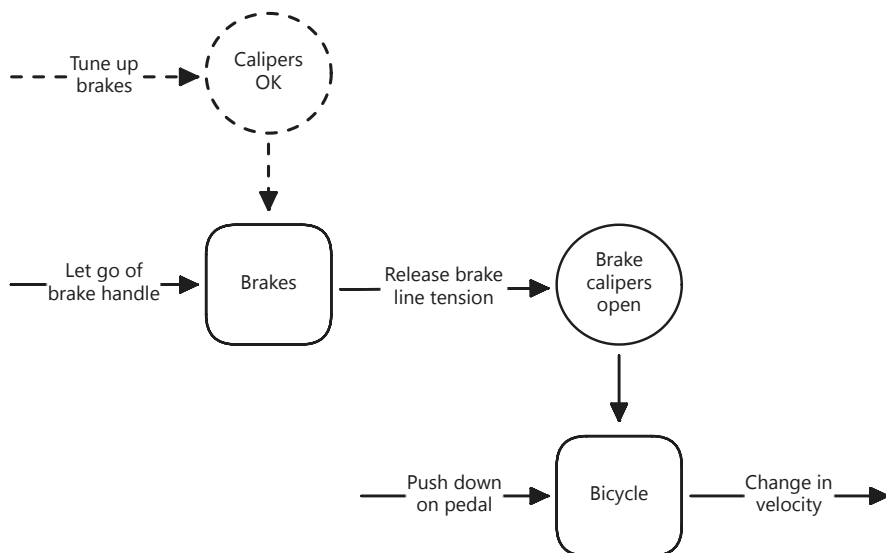 Tune up
brakes
Calipers
OK
Let go of
brake handle
Brakes
Release brake
line tension
Brake
calipers
open
Push down
on pedal
Bicycle
Change in
velocity